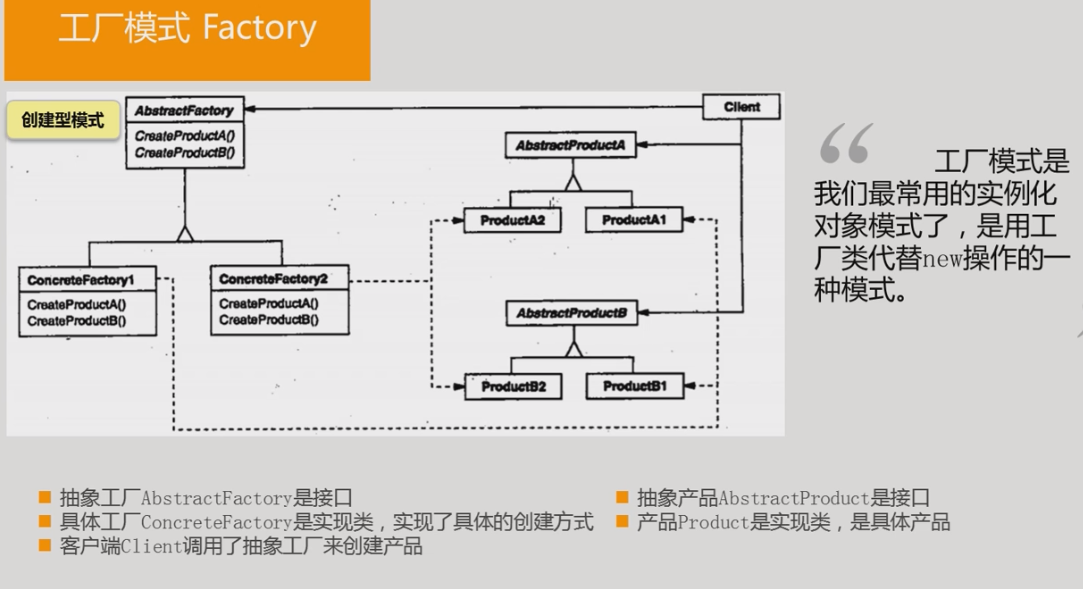 工厂模式 Factory
创建型模式
AbstractFactory
CreateProductA()
CreateProductB()
Client
AbstractProductA
ProductA2
ProductA1
ConcreteFactory1
CreateProductA()
CreateProductB()
ConcreteFactory2
CreateProductA()
CreateProductB()
AbstractProductB
ProductB2
ProductB1
“
工厂模式是
我们最常用的实例化
对象模式了，是用工
厂类代替new操作的一
种模式。
抽象工厂AbstractFactory是接口
具体工厂ConcreteFactory是实现类，实现了具体的创建方式
客户端Client调用了抽象工厂来创建产品
抽象产品AbstractProduct是接口
产品Product是实现类，是具体产品